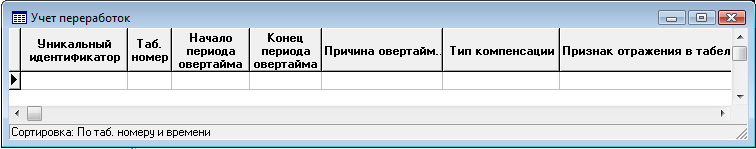 Учет переработок
Уникальный идентификатор
Таб. номер
Начало периода овертайма
Конец периода овертайма
Причина овертайм..
Тип компенсации
Признак отражения в табел
Сортировка: По таб. номеру и времени